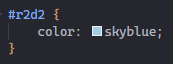 #r2d2 {
    color: skyblue;
}